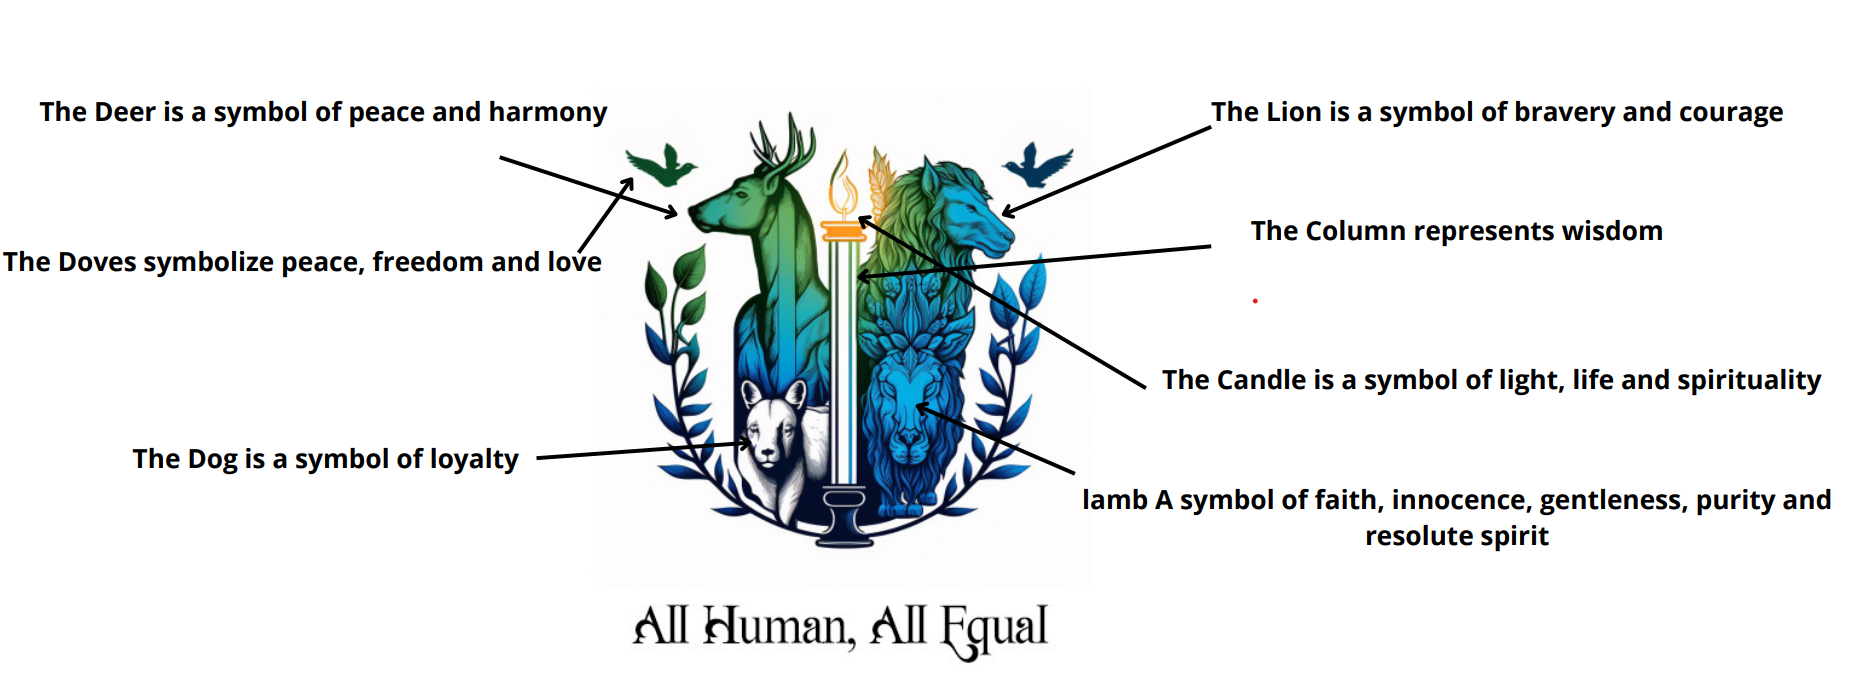 The Deer is a symbol of peace and harmony
The Lion is a symbol of bravery and courage
The Column represents wisdom
The Doves symbolize peace, freedom and love
The Candle is a symbol of light, life and spirituality
The Dog is a symbol of loyalty
lamb A symbol of faith, innocence, gentleness, purity and
resolute spirit
All Human, All Equal